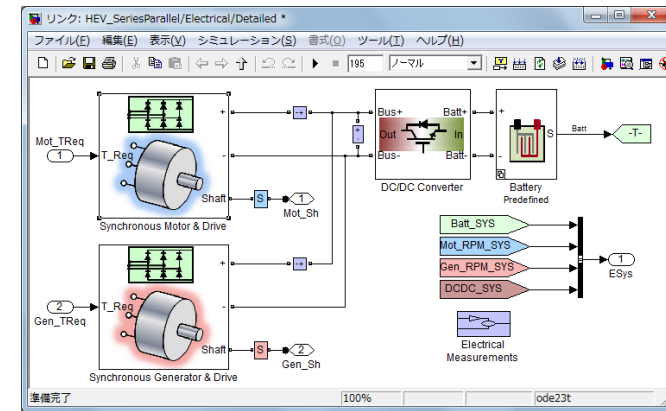 リンク: HEV_SeriesParallel/Electrical/Detailed *
ファイル(F) 編集(E) 表示(V) シミュレーション(S) 書式(O) ツール(T) ヘルプ(H)
195 ノーマル
Mot_TReq
1
T_Req
+
-
Shaft
S
1
Mot_Sh
Synchronous Motor & Drive
-+
+
-
Bus+ Batt+
Out In
Bus- Batt-
DC/DC Converter
+
-
S
Battery
Predefined
Batt
-T-
2
Gen_TReq
T_Req
+
-
Shaft
S
2
Gen_Sh
Synchronous Generator & Drive
-+
Batt_SYS
Mot_RPM_SYS
Gen_RPM_SYS
DCDC_SYS
1
ESys
Electrical
Measurements
準備完了 100% ode23t